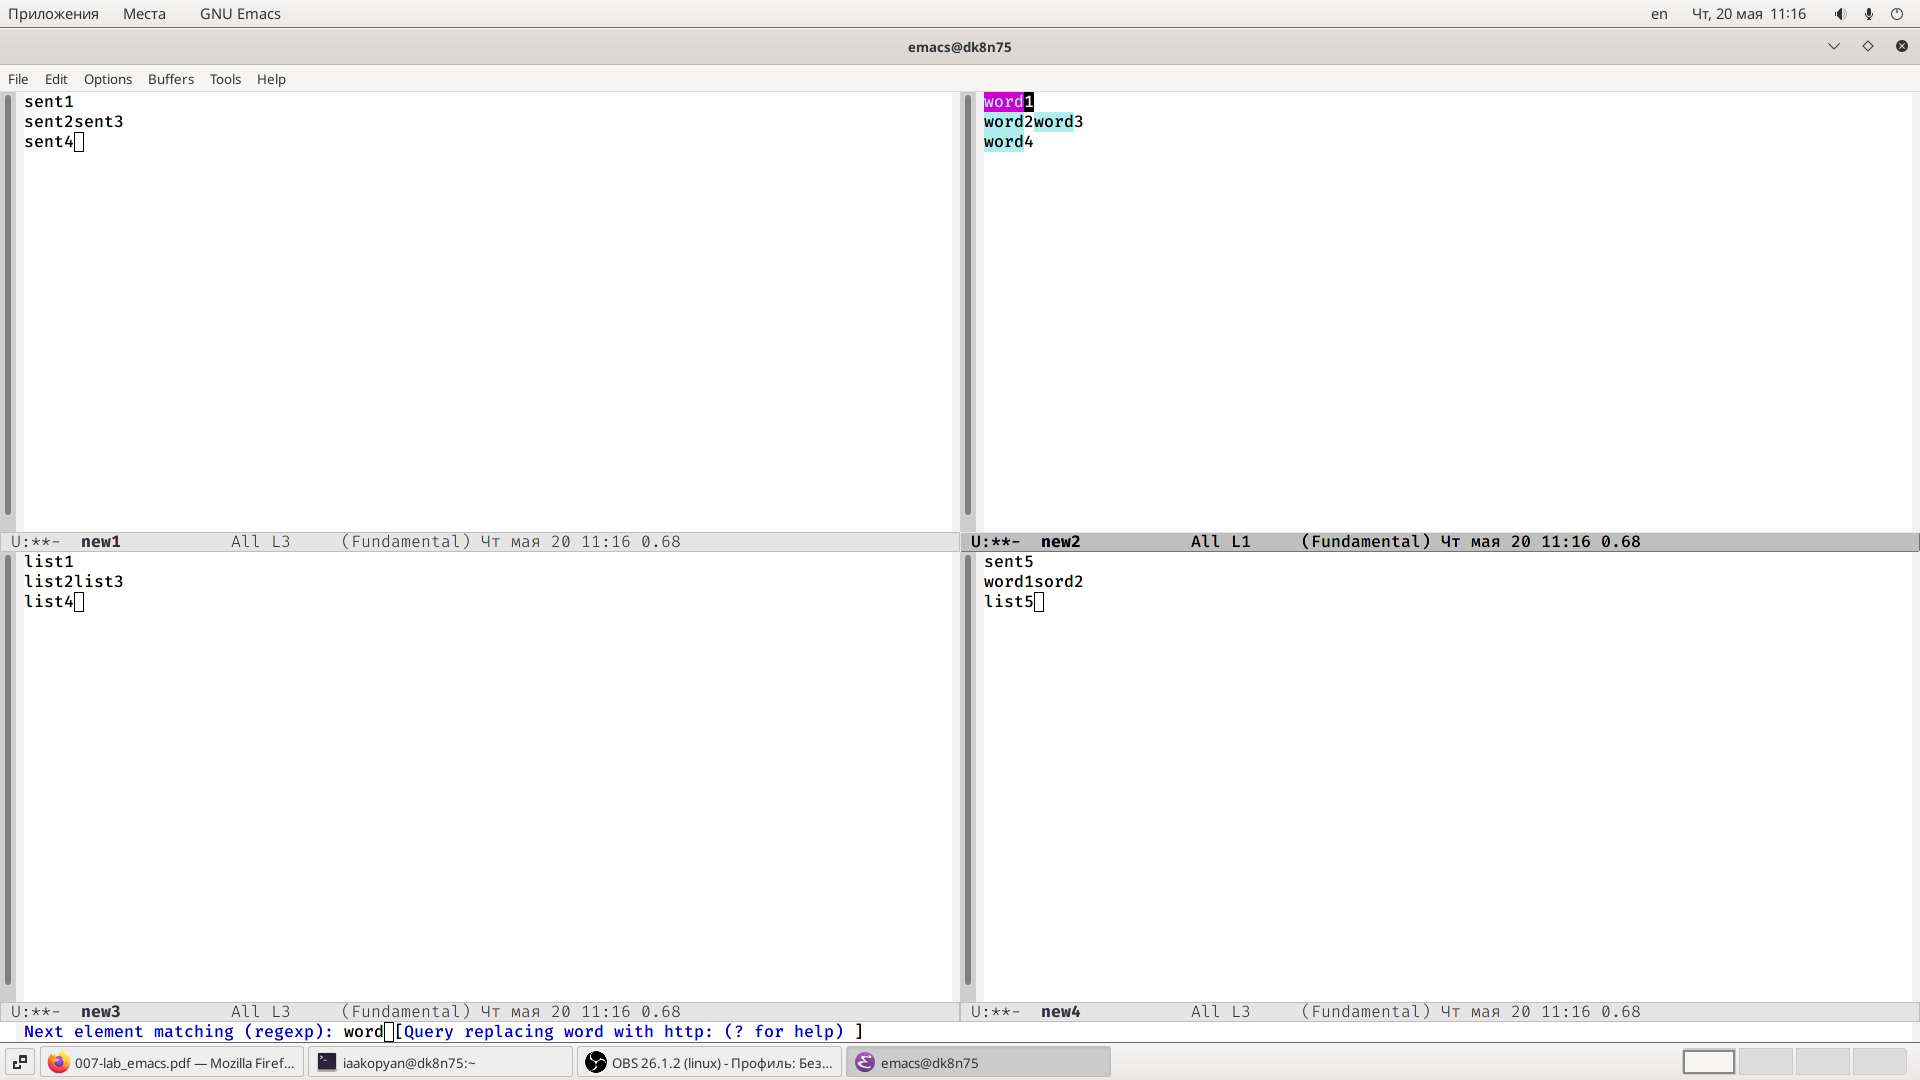 Приложения Места GNU Emacs en Чт, 20 мая 11:16
emacs@dk8n75
File Edit Options Buffers Tools Help
sent1
sent2sent3
sent4
word1
word2word3
word4
U:**- new1 All L3 (Fundamental) Чт мая 20 11:16 0.68
U:**- new2 All L1 (Fundamental) Чт мая 20 11:16 0.68
list1
list2list3
list4
sent5
word1sord2
list5
U:**- new3 All L3 (Fundamental) Чт мая 20 11:16 0.68
U:**- new4 All L3 (Fundamental) Чт мая 20 11:16 0.68
Next element matching (regexp): word [Query replacing word with http: (? for help) ]
007-lab_emacs.pdf — Mozilla Firef... iaakopyan@dk8n75:~ OBS 26.1.2 (linux) - Профиль: Без... emacs@dk8n75